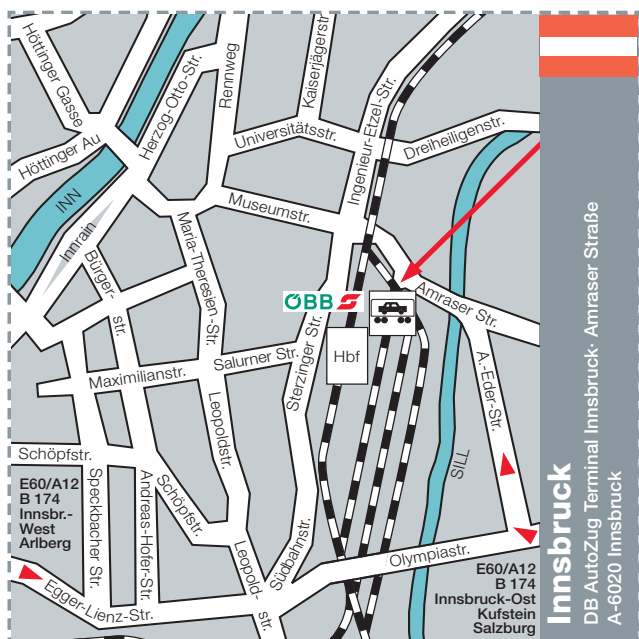 Höttinger Gasse
Höttinger Au
Herzog-Otto-Str.
Rennweg
Kaiserjägerstr
Universitätsstr.
Ingenieur-Etzel-Str.
Dreiheiligenstr.
INN
Innrain
Museumstr.
Bürger-
str.
Maria-Theresien-Str.
ÖBB
Amraser Str.
Hbf
Sterzinger Str.
Salurner Str.
Maximilianstr.
A.-Eder-Str.
Leopoldstr.
Schöpfstr.
SILL
E60/A12
B 174
Innsbr.-
West
Arlberg
Speckbacher Str.
Andreas-Hofer-Str.
Schöpfstr.
Leopold-
str.
Südbahnstr.
Olympiastr.
Egger-Lienz-Str.
E60/A12
B 174
Innsbruck-Ost
Kufstein
Salzburg
Innsbruck
DB AutoZug Terminal Innsbruck· Amraser Straße
A-6020 Innsbruck